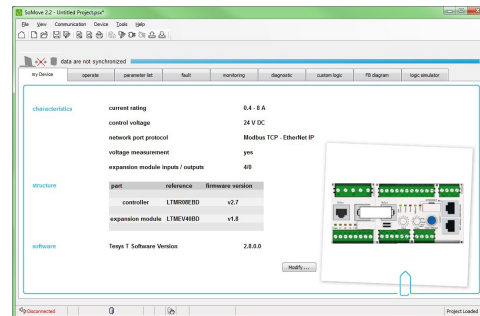 SoMove 2.2 - Untitled Project.psx*
File View Communication Device Tools Help
data are not synchronized
my Device operate parameter list fault monitoring diagnostic custom logic FB diagram logic simulator
characteristics
current rating 0.4 - 8 A
control voltage 24 V DC
network port protocol Modbus TCP - EtherNet IP
voltage measurement yes
expansion module inputs / outputs 4/0
structure
part reference firmware version
controller LTMR08EBD v2.7
expansion module LTMEV40BD v1.8
software
Tesys T Software Version 2.8.0.0
Modify ...
Disconnected
Project Loaded